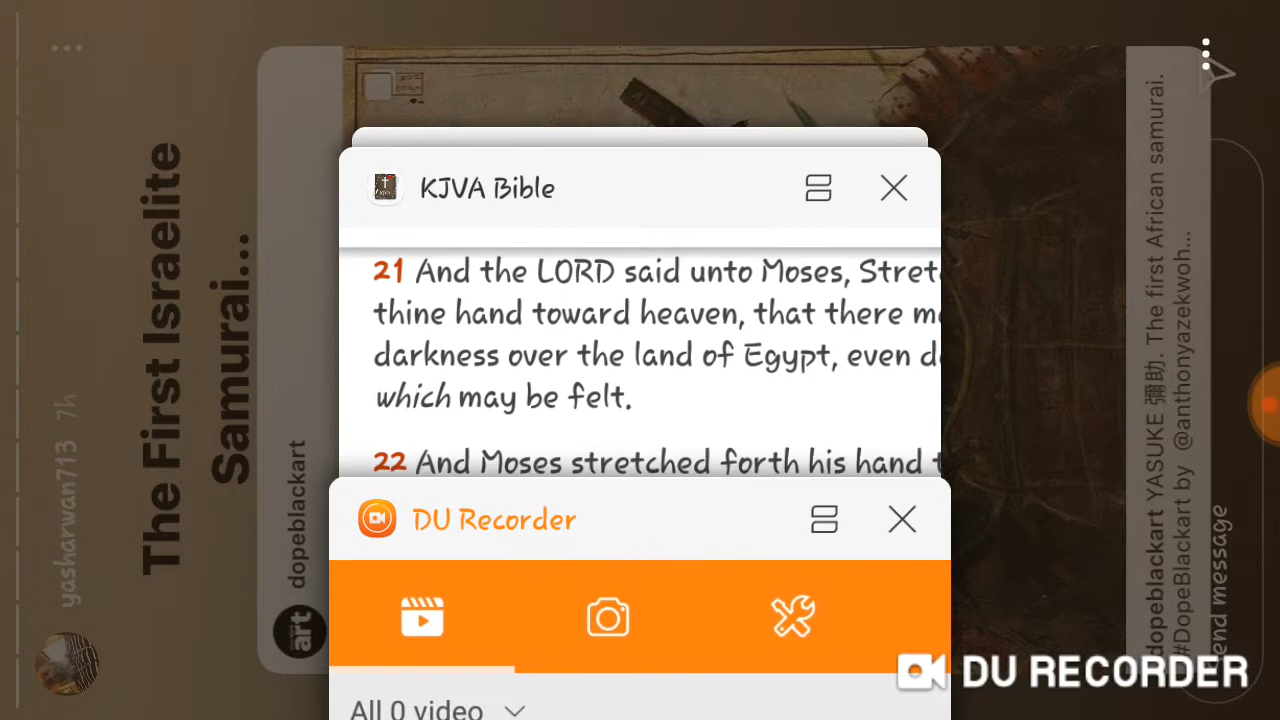 KJVA Bible
21 And the LORD said unto Moses, Stret
thine hand toward heaven, that there m
darkness over the land of Egypt, even d
which may be felt.
22 And Moses stretched forth his hand t
DU Recorder
All 0 video
DU RECORDER
yasharwan713 7h
The First Israelite
Samurai...
art
dopeblackart
dopeblackart YASUKE 彌助. The first African samurai.
#DopeBlackart by @anthonyazekwoh...
end message